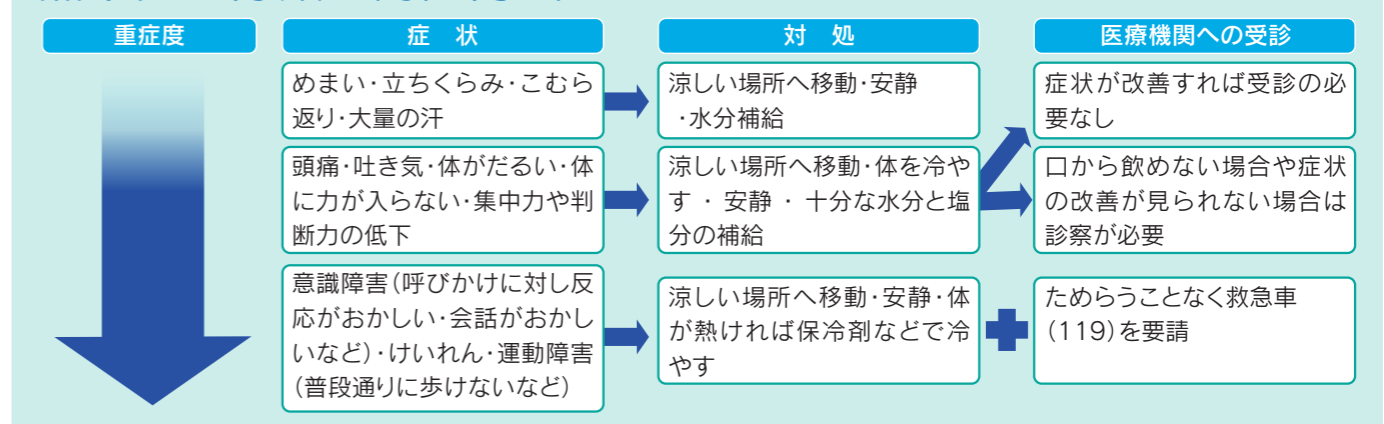 重症度
症 状
対 処
医療機関への受診
めまい・立ちくらみ・こむら
返り・大量の汗
涼しい場所へ移動・安静
・水分補給
症状が改善すれば受診の必
要なし
頭痛・吐き気・体がだるい・体
に力が入らない・集中力や判
断力の低下
涼しい場所へ移動・体を冷や
す・安静・十分な水分と塩
分の補給
口から飲めない場合や症状
の改善が見られない場合は
診察が必要
意識障害(呼びかけに対し反
応がおかしい・会話がおかし
いなど)・けいれん・運動障害
(普段通りに歩けないなど)
涼しい場所へ移動・安静・体
が熱ければ保冷剤などで冷
やす
ためらうことなく救急車
(119)を要請